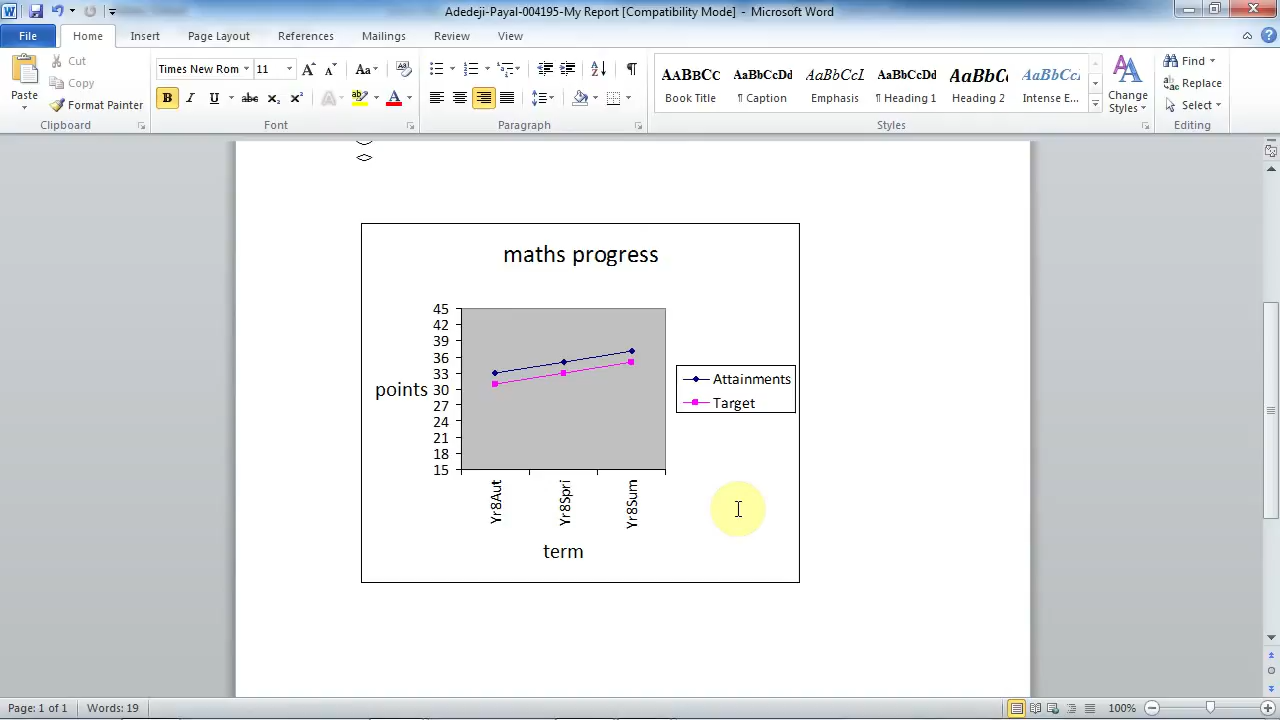 Adedeji-Payal-004195-My Report [Compatibility Mode] - Microsoft Word
File Home Insert Page Layout References Mailings Review View
Paste
Cut
Copy
Format Painter
Clipboard
Times New Rom 11
Font
Paragraph
AaBbCc AaBbCcDd AaBbCcL AaBbCcDd AaBbC AaBbCcL
Book Title ¶ Caption Emphasis ¶ Heading 1 Heading 2 Intense E...
Styles
Change
Styles
Find
Replace
Select
Editing
maths progress
45
42
39
36
33
30
27
24
21
18
15
points
Attainments
Target
Yr8Aut Yr8Spri Yr8Sum
term
Page: 1 of 1 Words: 19 100%